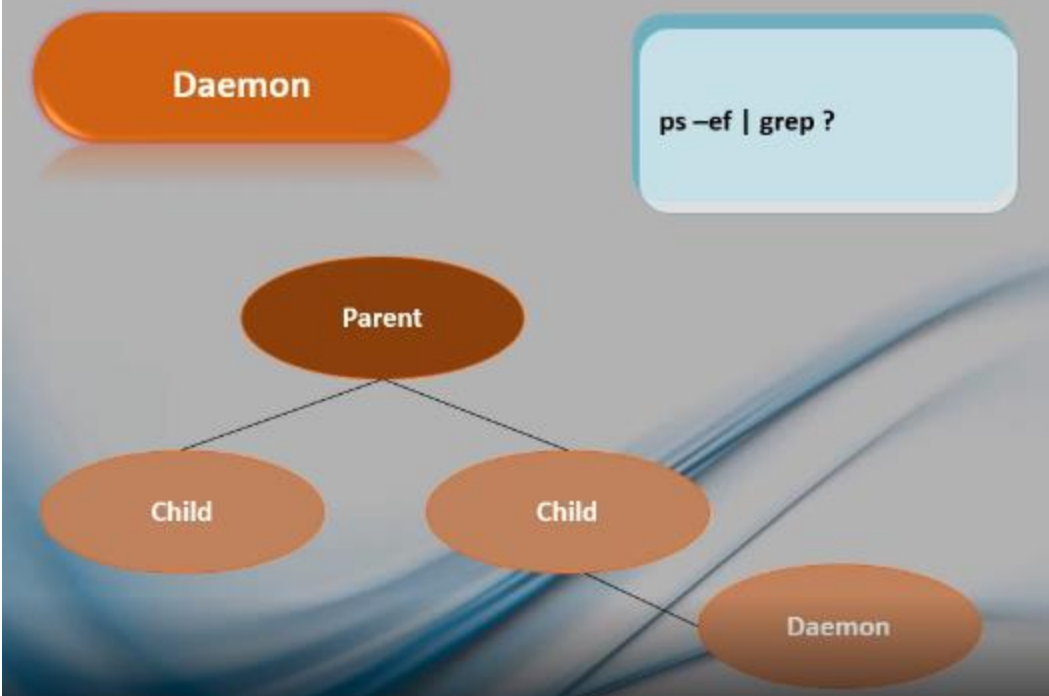 Daemon
ps –ef | grep ?
Parent
Child
Child
Daemon